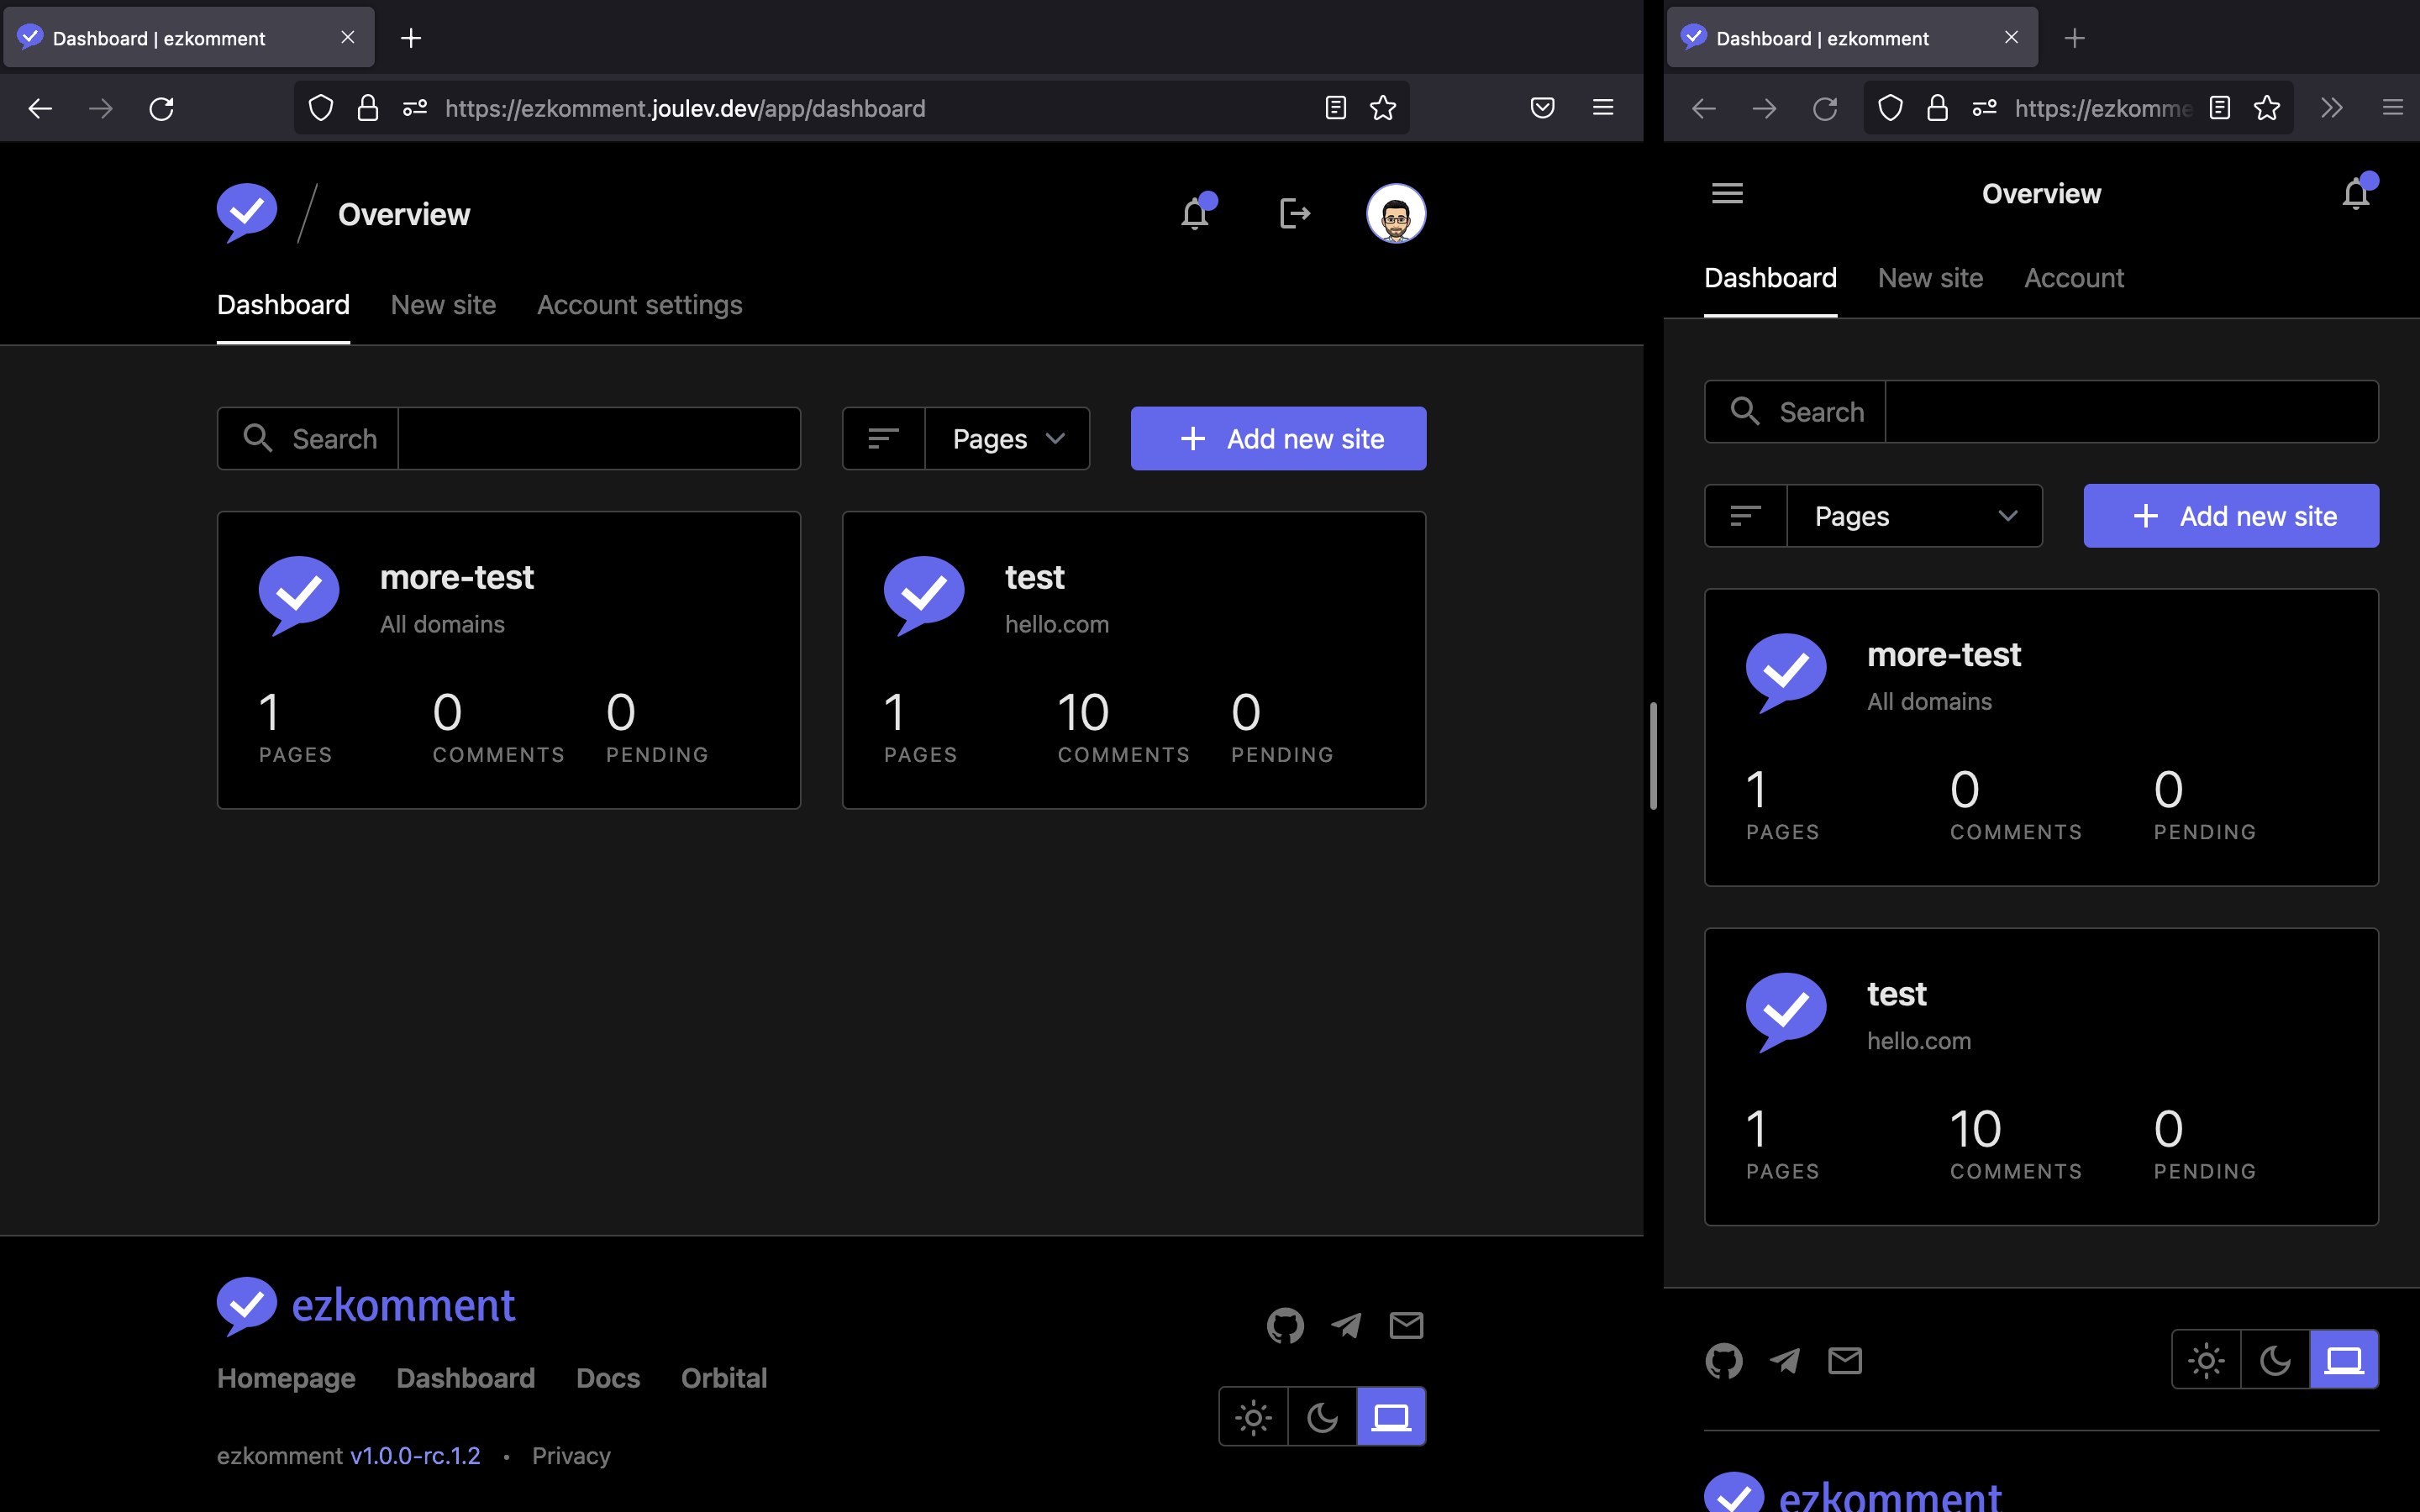 Dashboard | ezkomment
https://ezkomment.joulev.dev/app/dashboard
Overview
Dashboard New site Account settings
Search
Pages
Add new site
more-test
All domains
1 0 0
PAGES COMMENTS PENDING
test
hello.com
1 10 0
PAGES COMMENTS PENDING
ezkomment
Homepage Dashboard Docs Orbital
ezkomment v1.0.0-rc.1.2 • Privacy
Dashboard | ezkomment
https://ezkomme
Overview
Dashboard New site Account
Search
Pages
Add new site
more-test
All domains
1 0 0
PAGES COMMENTS PENDING
test
hello.com
1 10 0
PAGES COMMENTS PENDING
ezkomment